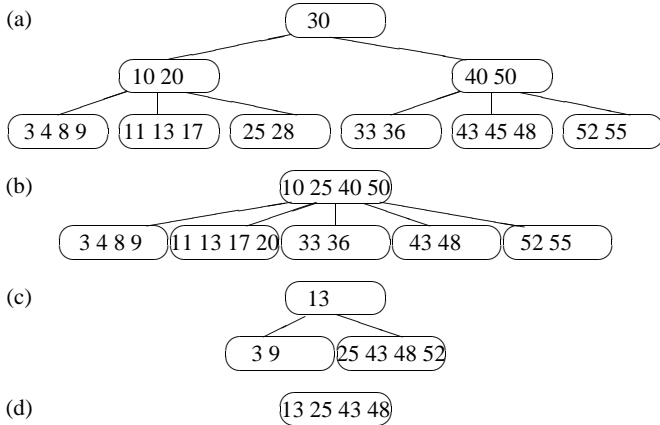 (a)
30
10 20
40 50
3 4 8 9
11 13 17
25 28
33 36
43 45 48
52 55
(b)
10 25 40 50
3 4 8 9
11 13 17 20
33 36
43 48
52 55
(c)
13
3 9
25 43 48 52
(d)
13 25 43 48